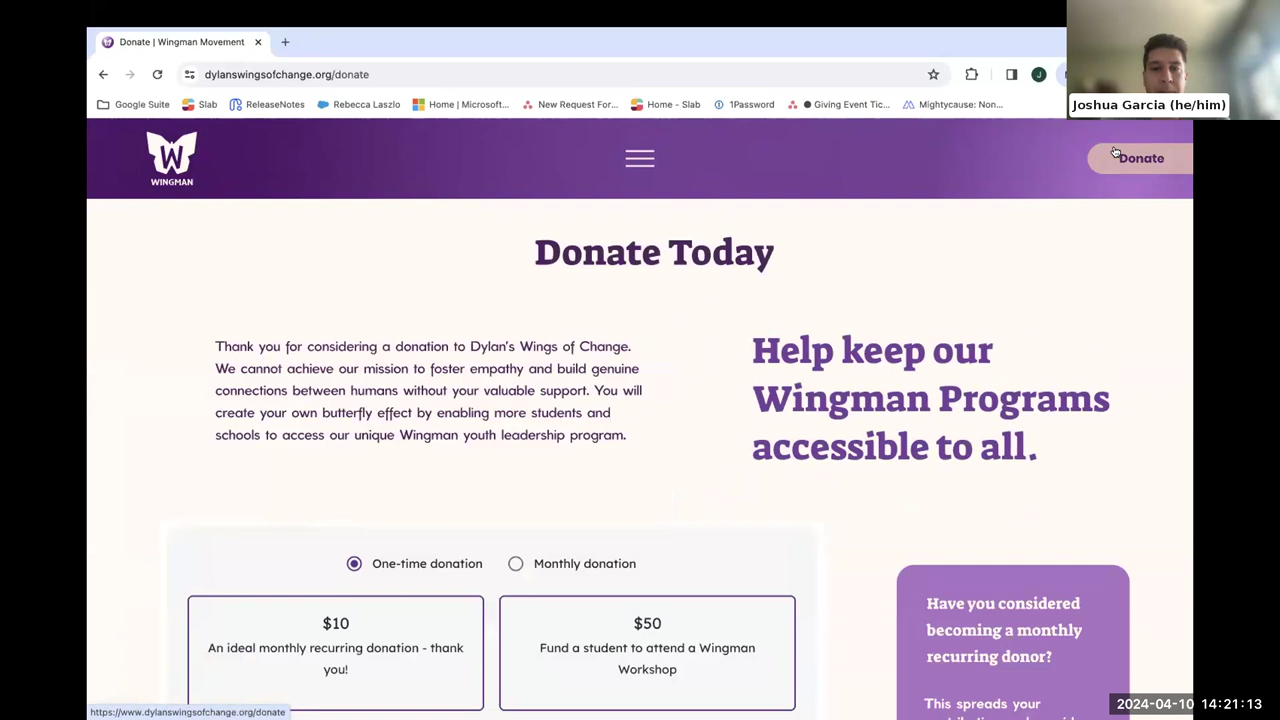 Donate | Wingman Movement
dylanswingsofchange.org/donate
Google Suite Slab ReleaseNotes Rebecca Laszlo Home | Microsoft... New Request For... Home - Slab 1Password Giving Event Tic... Mightycause: Non...
J
Joshua Garcia (he/him)
W
WINGMAN
Donate
Donate Today
Thank you for considering a donation to Dylan's Wings of Change.
We cannot achieve our mission to foster empathy and build genuine
connections between humans without your valuable support. You will
create your own butterfly effect by enabling more students and
schools to access our unique Wingman youth leadership program.
Help keep our
Wingman Programs
accessible to all.
One-time donation Monthly donation
$10
An ideal monthly recurring donation - thank
you!
$50
Fund a student to attend a Wingman
Workshop
Have you considered
becoming a monthly
recurring donor?
This spreads your
https://www.dylanswingsofchange.org/donate
2024-04-10 14:21:13